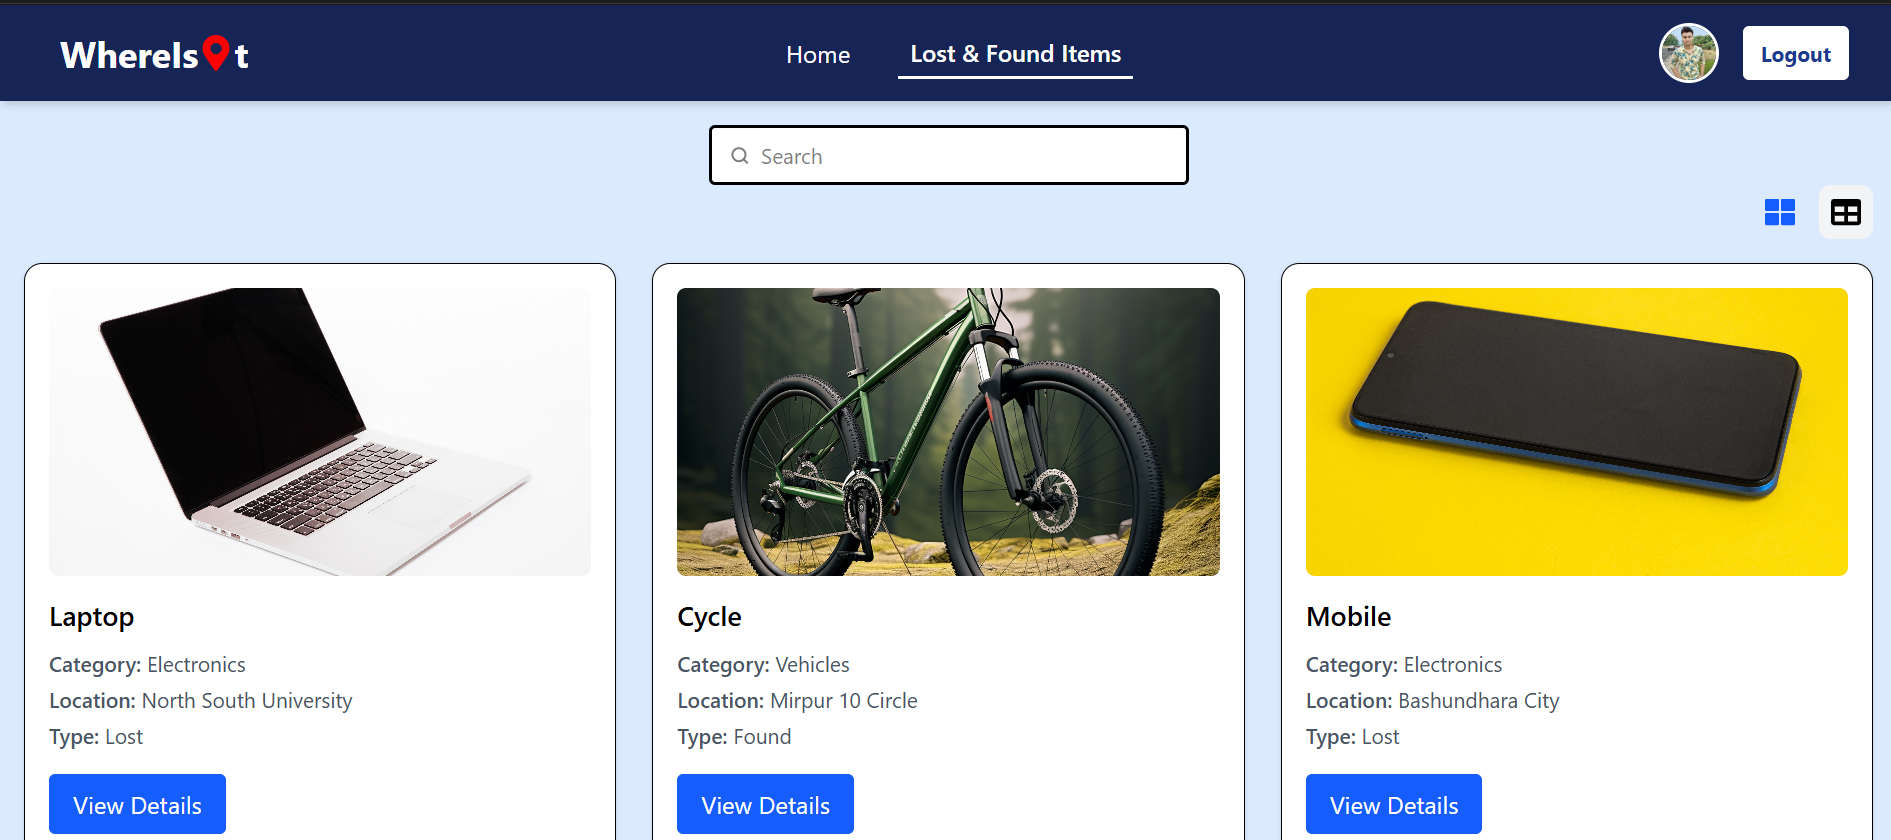 WhereIs t
Home
Lost & Found Items
Logout
Search
Laptop
Category: Electronics
Location: North South University
Type: Lost
View Details
Cycle
Category: Vehicles
Location: Mirpur 10 Circle
Type: Found
View Details
Mobile
Category: Electronics
Location: Bashundhara City
Type: Lost
View Details